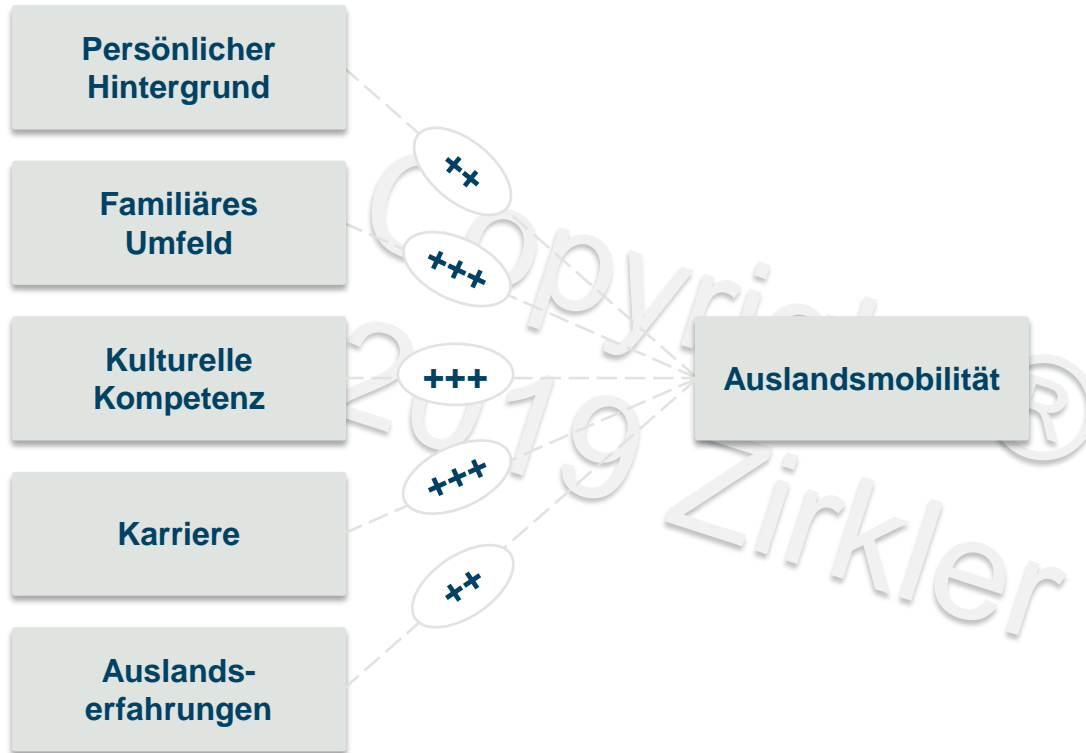 Persönlicher
Hintergrund
++
Familiäres
Umfeld
+++
Kulturelle
Kompetenz
+++
Auslandsmobilität
Karriere
+++
Auslands-
erfahrungen
++
Copyright ®
2019 Zirkler